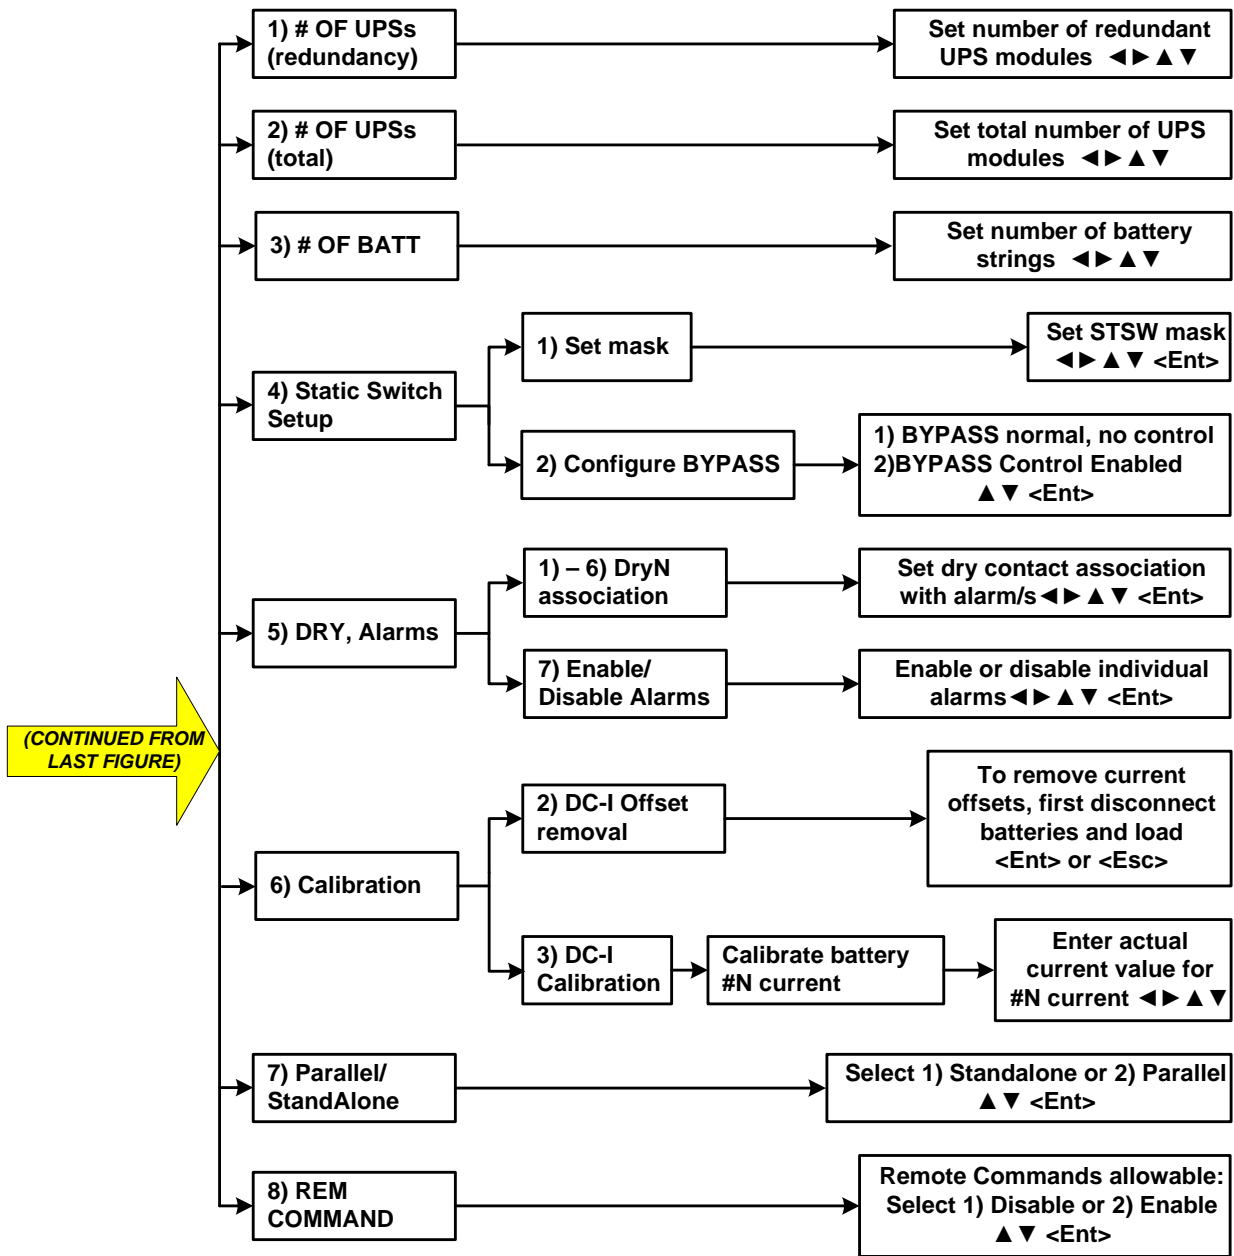 1) # OF UPSs
(redundancy)
Set number of redundant
UPS modules ◄►▲▼
2) # OF UPSs
(total)
Set total number of UPS
modules ◄►▲▼
3) # OF BATT
Set number of battery
strings ◄►▲▼
4) Static Switch
Setup
1) Set mask
Set STSW mask
◄►▲▼ <Ent>
2) Configure BYPASS
1) BYPASS normal, no control
2)BYPASS Control Enabled
▲▼ <Ent>
5) DRY, Alarms
1) – 6) DryN
association
Set dry contact association
with alarm/s◄►▲▼ <Ent>
7) Enable/
Disable Alarms
Enable or disable individual
alarms◄►▲▼ <Ent>
(CONTINUED FROM
LAST FIGURE)
6) Calibration
2) DC-I Offset
removal
To remove current
offsets, first disconnect
batteries and load
<Ent> or <Esc>
3) DC-I
Calibration
Calibrate battery
#N current
Enter actual
current value for
#N current ◄►▲▼
7) Parallel/
StandAlone
Select 1) Standalone or 2) Parallel
▲▼ <Ent>
8) REM
COMMAND
Remote Commands allowable:
Select 1) Disable or 2) Enable
▲▼ <Ent>